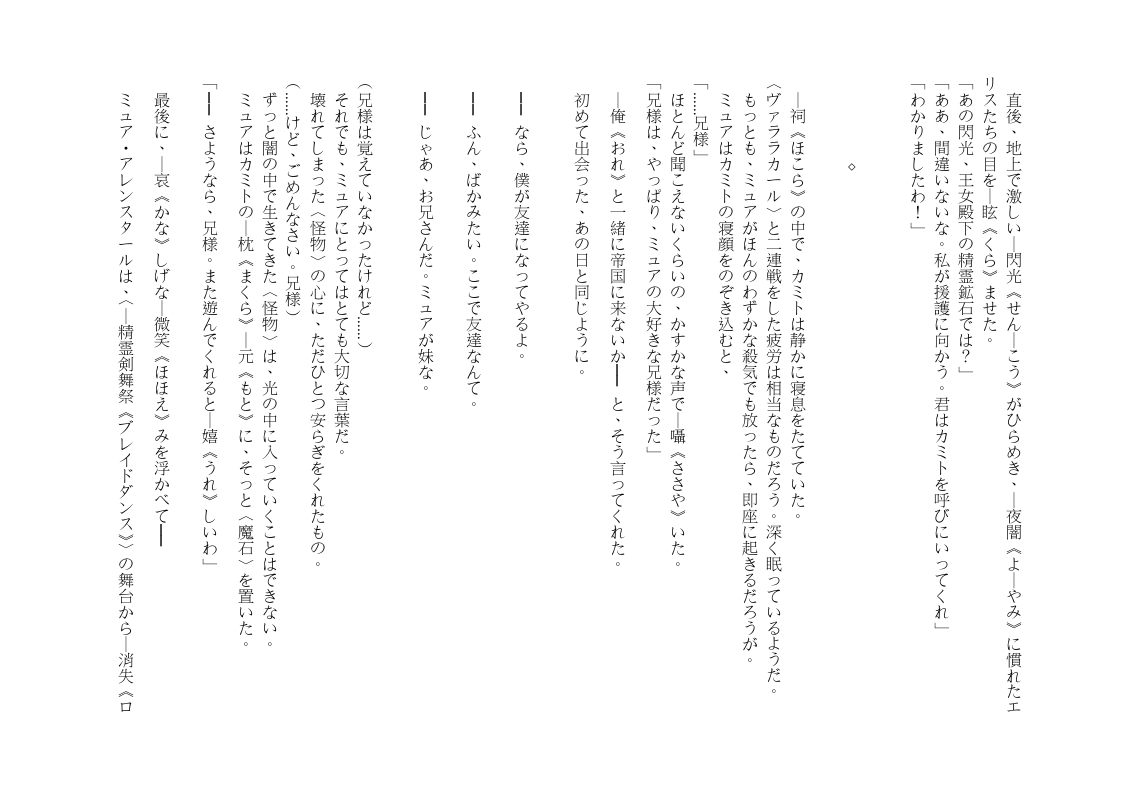 直後、地上で激しい―閃光《せん―こう》がひらめき、―夜闇《よ―やみ》に慣れたエ
リスたちの目を―眩《くら》ませた。
「あの閃光、王女殿下の精霊鉱石では？」
「ああ、間違いないな。私が援護に向かう。君はカミトを呼びにいってくれ」
「わかりましたわ！」
◇
―祠《ほこら》の中で、カミトは静かに寝息をたてていた。
〈ヴァララカール〉と二連戦をした疲労は相当なものだろう。深く眠っているようだ。
もっとも、ミュアがほんのわずかな殺気でも放ったら、即座に起きるだろうが。
ミュアはカミトの寝顔をのぞき込むと、
「……兄様」
ほとんど聞こえないくらいの、かすかな声で―囁《ささや》いた。
「兄様は、やっぱり、ミュアの大好きな兄様だった」
―俺《おれ》と一緒に帝国に来ないか━━ と、そう言ってくれた。
初めて出会った、あの日と同じように。
━━ なら、僕が友達になってやるよ。
━━ ふん、ばかみたい。ここで友達なんて。
━━ じゃあ、お兄さんだ。ミュアが妹な。
（兄様は覚えていなかったけれど……）
それでも、ミュアにとってはとても大切な言葉だ。
壊れてしまった〈怪物〉の心に、ただひとつ安らぎをくれたもの。
（……けど、ごめんなさい。兄様）
ずっと闇の中で生きてきた〈怪物〉は、光の中に入っていくことはできない。
ミュアはカミトの―枕《まくら》―元《もと》に、そっと〈魔石〉を置いた。
「━━ さようなら、兄様。また遊んでくれると―嬉《うれ》しいわ」
最後に、―哀《かな》しげな―微笑《ほほえ》みを浮かべて━━
ミュア・アレンスタールは、〈―精霊剣舞祭《ブレイドダンス》〉の舞台から―消失《ロ